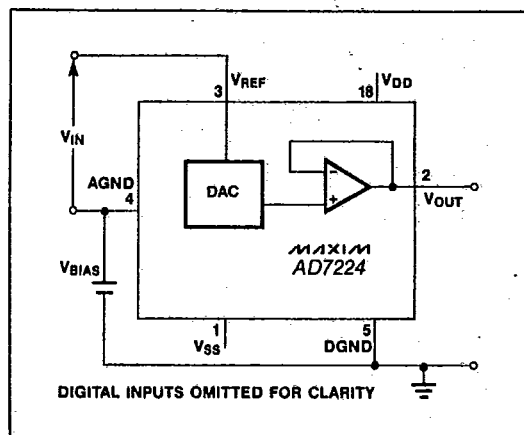 VREF
3
18
VDD
VIN
AGND
4
DAC
-
+
2
VOUT
MAXIM
AD7224
VBIAS
1
VSS
5
DGND
DIGITAL INPUTS OMITTED FOR CLARITY